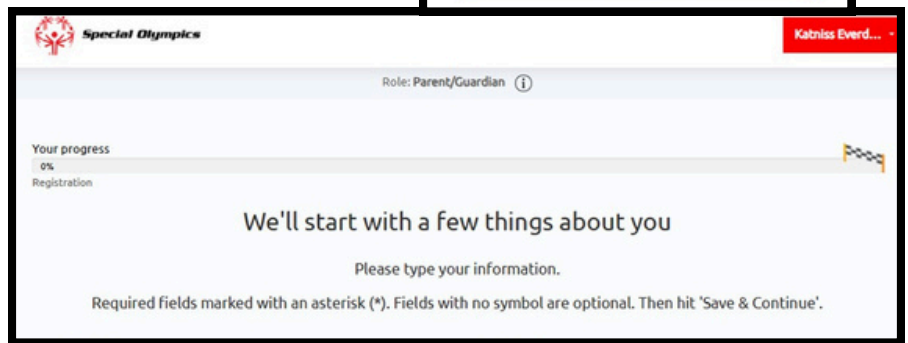 Special Olympics
Katniss Everd...
Role: Parent/Guardian
Your progress
0%
Registration
We'll start with a few things about you
Please type your information.
Required fields marked with an asterisk (*). Fields with no symbol are optional. Then hit 'Save & Continue'.